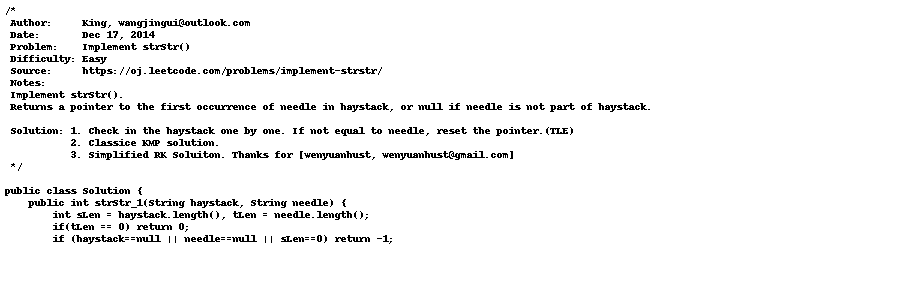 /*
 Author:     King, wangjingui@outlook.com
 Date:       Dec 17, 2014
 Problem:    Implement strStr()
 Difficulty: Easy
 Source:     https://oj.leetcode.com/problems/implement-strstr/
 Notes:
 Implement strStr().
 Returns a pointer to the first occurrence of needle in haystack, or null if needle is not part of haystack.

 Solution: 1. Check in the haystack one by one. If not equal to needle, reset the pointer.(TLE)
           2. Classice KMP solution.
           3. Simplified RK Soluiton. Thanks for [wenyuanhust, wenyuanhust@gmail.com]
 */

public class Solution {
    public int strStr_1(String haystack, String needle) {
        int sLen = haystack.length(), tLen = needle.length();
        if(tLen == 0) return 0;
        if (haystack==null || needle==null || sLen==0) return -1;